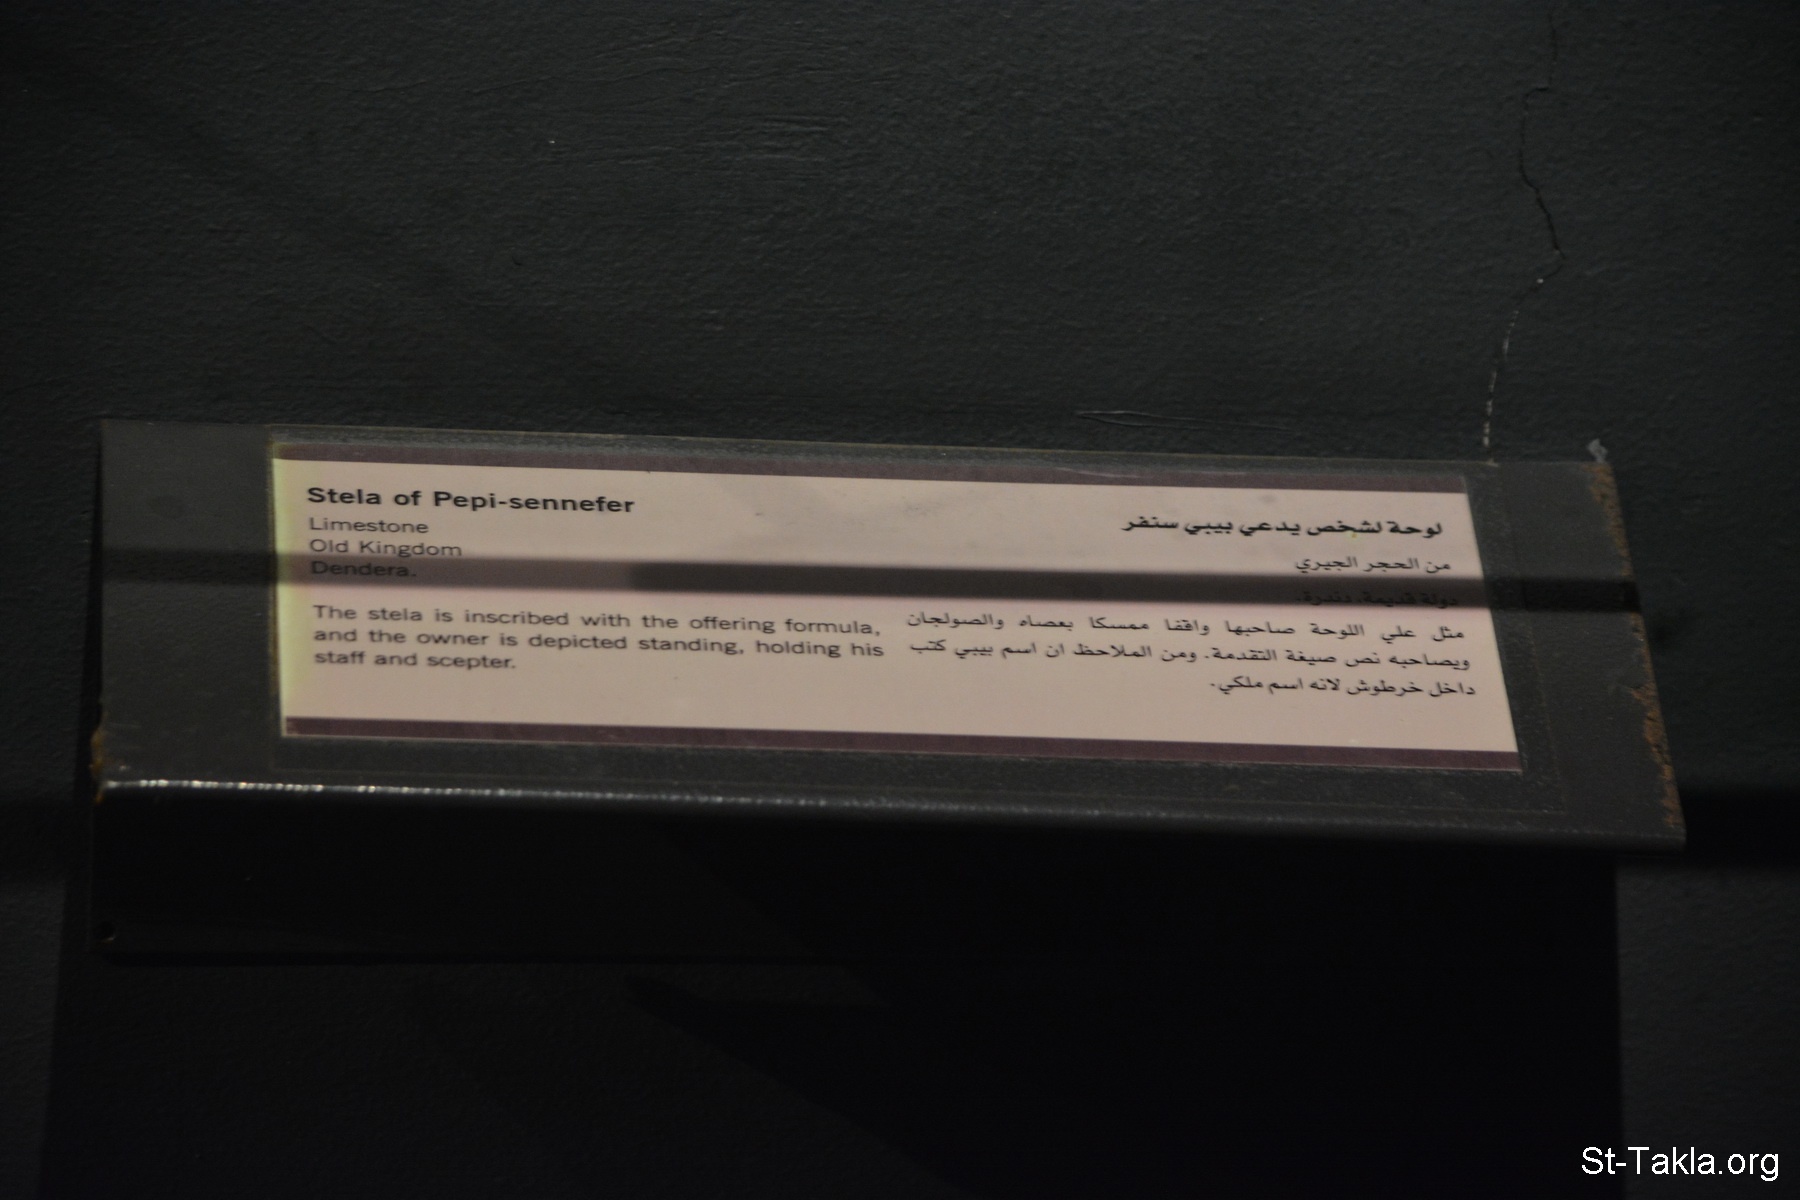 Stela of Pepi-sennefer
Limestone
Old Kingdom
Dendera.
The stela is inscribed with the offering formula,
and the owner is depicted standing, holding his
staff and scepter.
لوحة لشخص يدعي بيبي سنفر
من الحجر الجيري
دولة قديمة، دندرة.
مثل علي اللوحة صاحبها واقفا ممسكا بعصاه والصولجان
ويصاحبه نص صيغة التقدمة. ومن الملاحظ ان اسم بيبي كتب
داخل خرطوش لانه اسم ملكي.
St-Takla.org